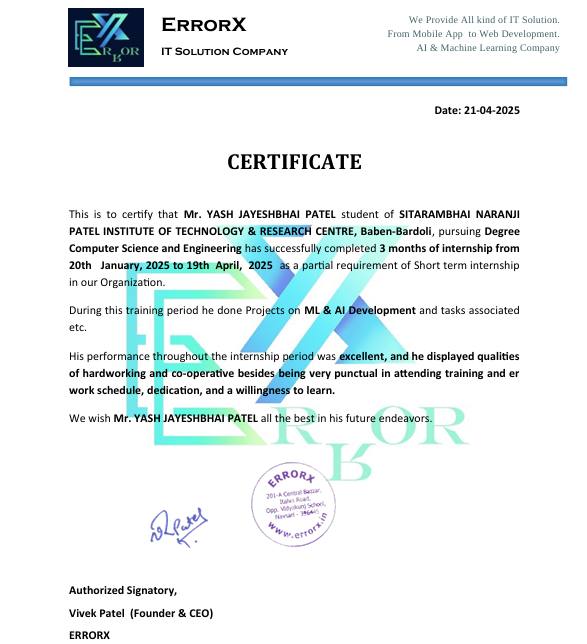 ERRORX
IT SOLUTION COMPANY
We Provide All kind of IT Solution.
From Mobile App to Web Development.
AI & Machine Learning Company
Date: 21-04-2025
CERTIFICATE
This is to certify that Mr. YASH JAYESHBHAI PATEL student of SITARAMBHAI NARANJI
PATEL INSTITUTE OF TECHNOLOGY & RESEARCH CENTRE, Baben-Bardoli, pursuing Degree
Computer Science and Engineering has successfully completed 3 months of internship from
20th January, 2025 to 19th April, 2025 as a partial requirement of Short term internship
in our Organization.
During this training period he done Projects on ML & AI Development and tasks associated
etc.
His performance throughout the internship period was excellent, and he displayed qualities
of hardworking and co-operative besides being very punctual in attending training and er
work schedule, dedication, and a willingness to learn.
We wish Mr. YASH JAYESHBHAI PATEL all the best in his future endeavors.
ERROR
ERRORX
201-A Central Bazzar,
Italva Road,
Opp. Vidyakunj School,
Navsari -
www.errorx.in
Patel
Authorized Signatory,
Vivek Patel (Founder & CEO)
ERRORX